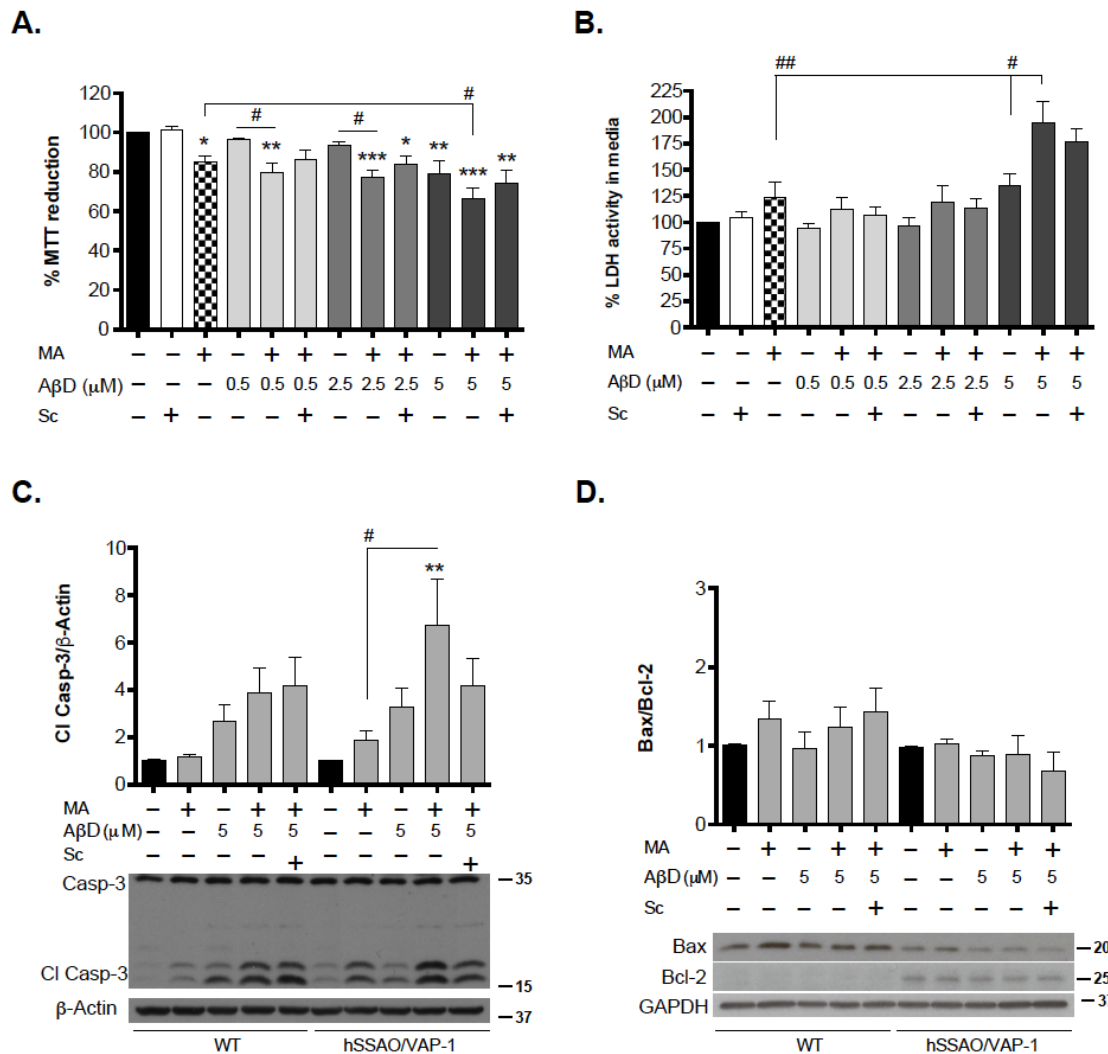 A.
120
100
80
60
40
20
0
% MTT reduction
#
*
#
**
#
***
*
**
#
***
**
MA − − + − + + − + + − + +
AβD (μM) − − − 0.5 0.5 0.5 2.5 2.5 2.5 5 5 5
Sc − + − − − + − − + − − +
B.
225
200
175
150
125
100
75
50
25
0
% LDH activity in media
##
#
MA − − + − + + − + + − + +
AβD (μM) − − − 0.5 0.5 0.5 2.5 2.5 2.5 5 5 5
Sc − + − − − + − − + − − +
C.
10
8
6
4
2
0
Cl Casp-3/β-Actin
#
**
MA − + − + + − + − + +
AβD (μM) − − 5 5 5 − − 5 5 5
Sc − − − − + − − − − +
Casp-3
35
Cl Casp-3
15
β-Actin
37
WT
hSSAO/VAP-1
D.
3
2
1
0
Bax/Bcl-2
MA − + − + + − + − + +
AβD (μM) − − 5 5 5 − − 5 5 5
Sc − − − − + − − − − +
Bax
20
Bcl-2
25
GAPDH
37
WT
hSSAO/VAP-1